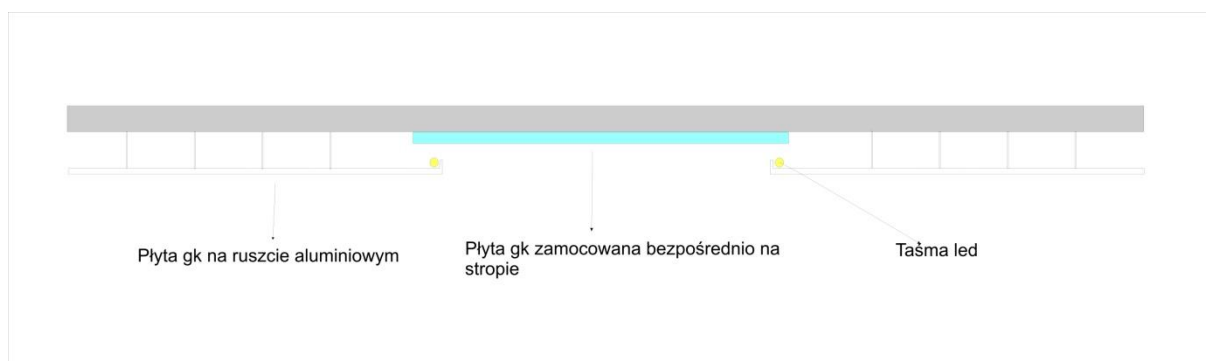 Płyta gk na ruszcie aluminiowym
Płyta gk zamocowana bezpośrednio na
stropie
Taśma led